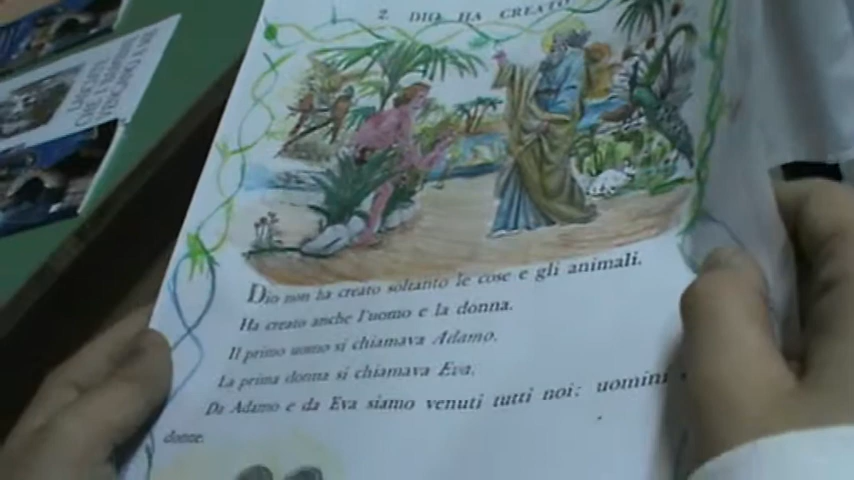 2. DIO HA CREATO
Dio non ha creato soltanto le cose e gli animali.
Ha creato anche l'uomo e la donna.
Il primo uomo si chiamava Adamo.
La prima donna si chiamava Eva.
Da Adamo e da Eva siamo venuti tutti noi: uomini
donne.